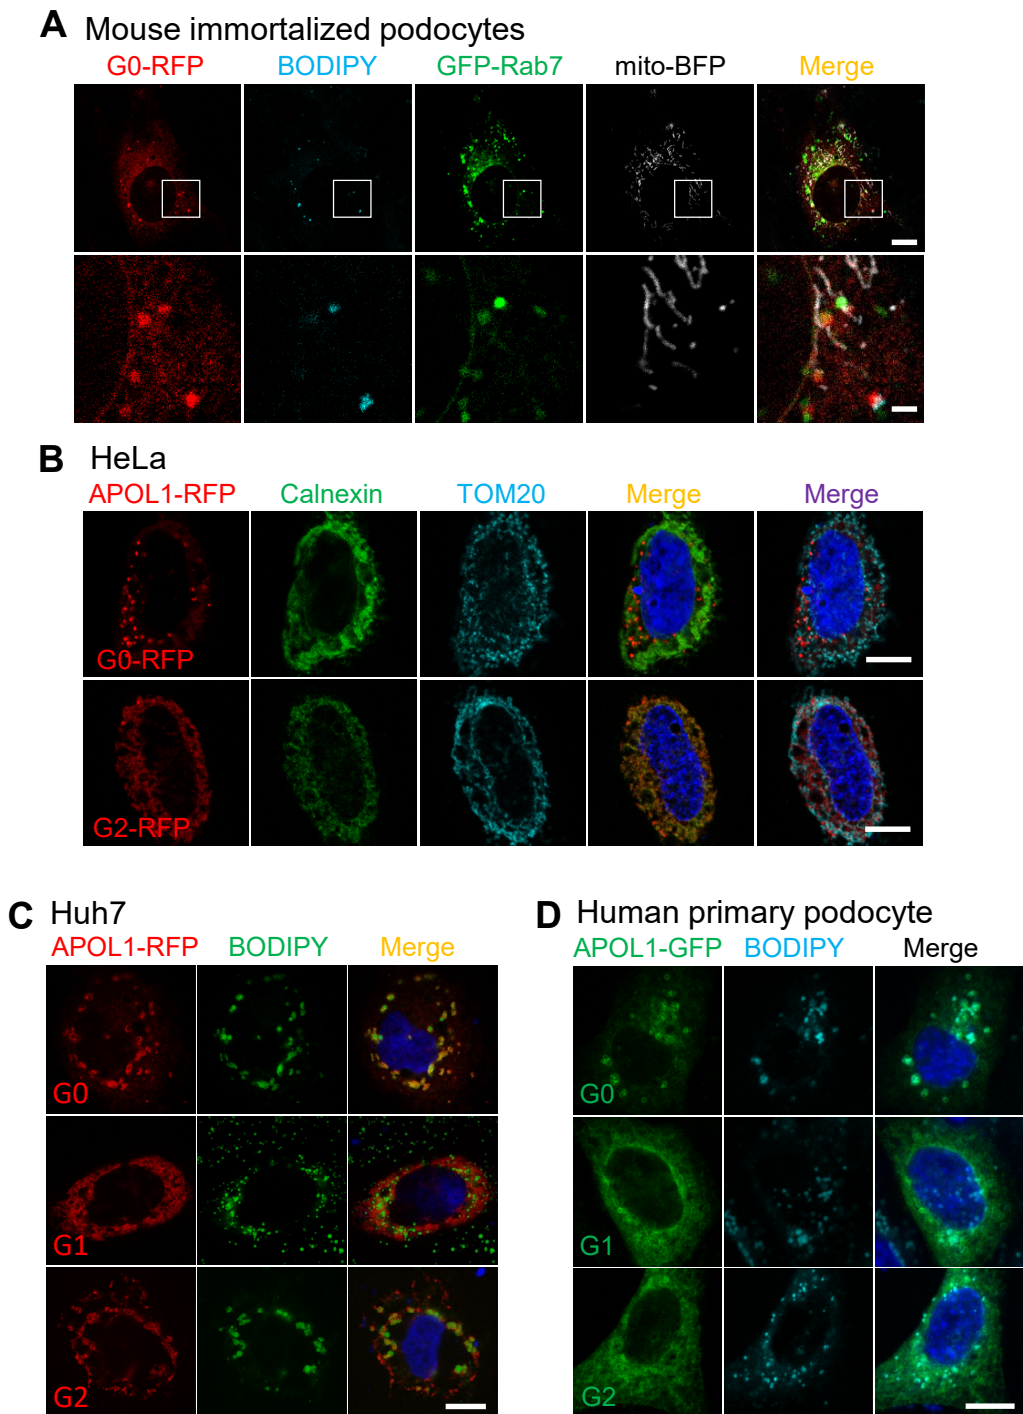 A Mouse immortalized podocytes
G0-RFP BODIPY GFP-Rab7 mito-BFP Merge
B HeLa
APOL1-RFP Calnexin TOM20 Merge Merge
G0-RFP
G2-RFP
C Huh7
APOL1-RFP BODIPY Merge
G0
G1
G2
D Human primary podocyte
APOL1-GFP BODIPY Merge
G0
G1
G2